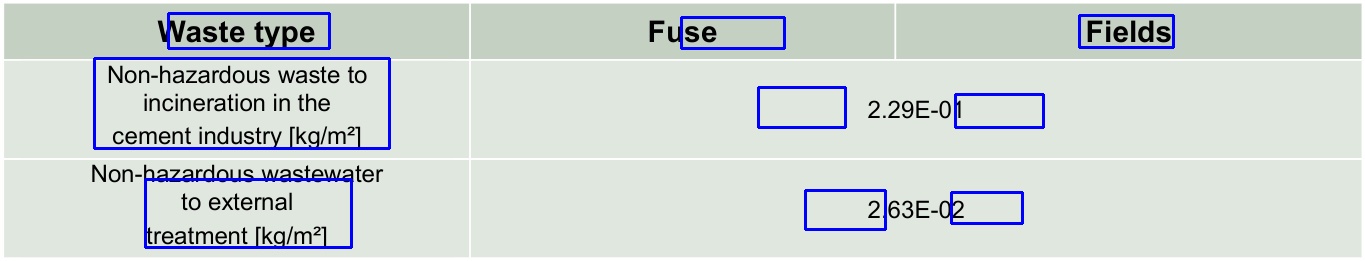 Waste type Fuse Fields
Non-hazardous waste to
incineration in the
cement industry [kg/m²]
2.29E-01
Non-hazardous wastewater
to external
treatment [kg/m²]
2.63E-02